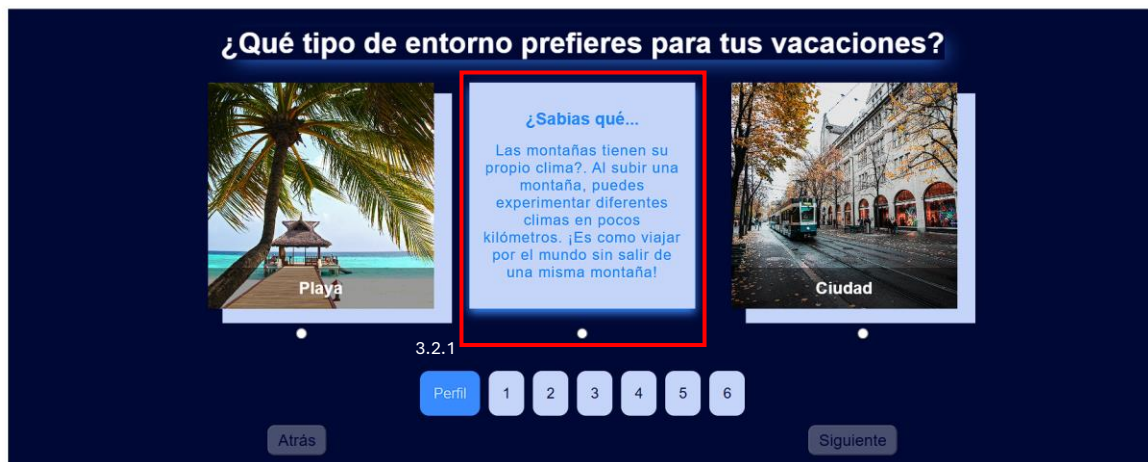 ¿Qué tipo de entorno prefieres para tus vacaciones?
Playa
¿Sabias qué...
Las montañas tienen su
propio clima?. Al subir una
montaña, puedes
experimentar diferentes
climas en pocos
kilómetros. ¡Es como viajar
por el mundo sin salir de
una misma montaña!
Ciudad
3.2.1
Perfil 1 2 3 4 5 6
Atrás Siguiente